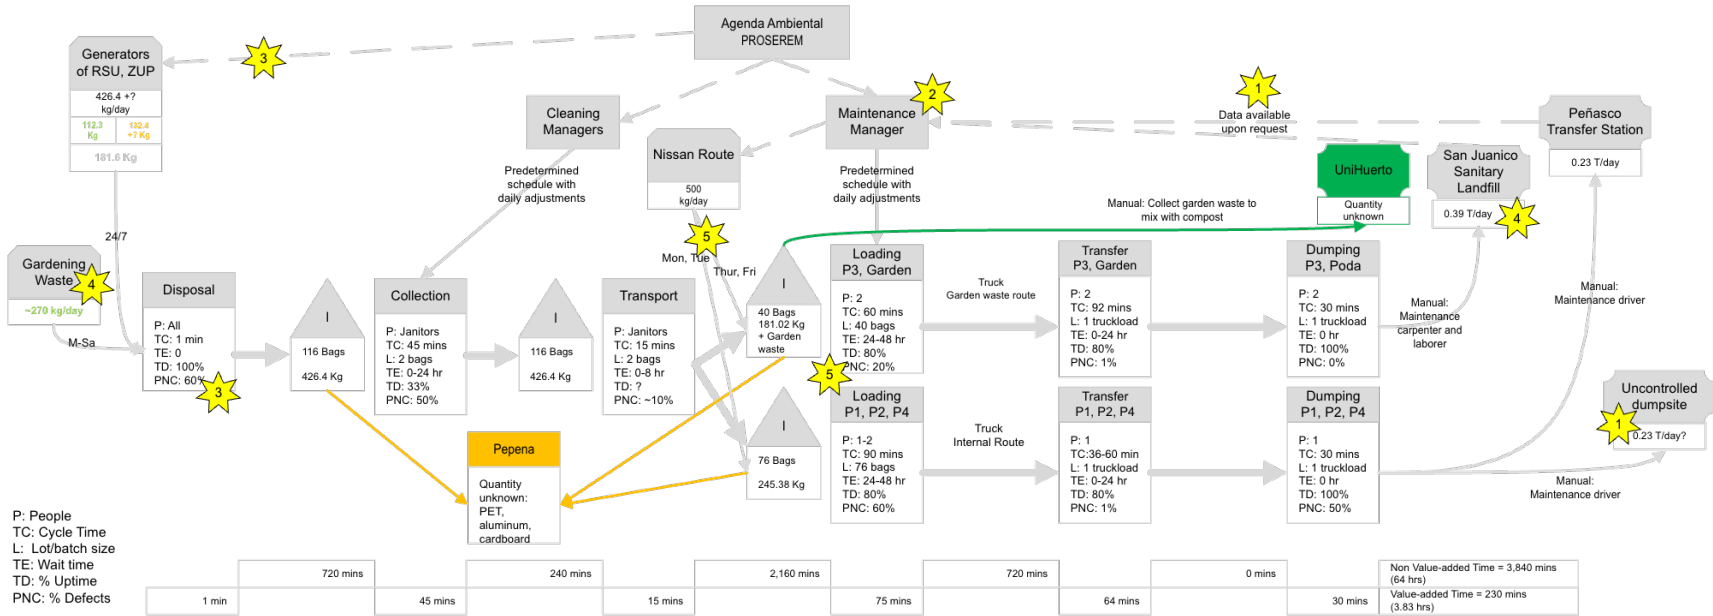 Agenda Ambiental
PROSEREM
Generators
of RSU, ZUP
426.4 +?
kg/day
112.3
Kg
132.4
+? Kg
181.6 Kg
3
Cleaning
Managers
Maintenance
Manager
2
1
Data available
upon request
Peñasco
Transfer Station
0.23 T/day
Nissan Route
500
kg/day
Predetermined
schedule with
daily adjustments
Predetermined
schedule with
daily adjustments
UniHuerto
Quantity
unknown
San Juanico
Sanitary
Landfill
0.39 T/day
4
Manual: Collect garden waste to
mix with compost
24/7
Gardening
Waste
4
~270 kg/day
M-Sa
5
Mon, Tue
Thur, Fri
Disposal
P: All
TC: 1 min
TE: 0
TD: 100%
PNC: 60%
3
I
116 Bags
426.4 Kg
Collection
P: Janitors
TC: 45 mins
L: 2 bags
TE: 0-24 hr
TD: 33%
PNC: 50%
I
116 Bags
426.4 Kg
Transport
P: Janitors
TC: 15 mins
L: 2 bags
TE: 0-8 hr
TD: ?
PNC: ~10%
I
40 Bags
181.02 Kg
+ Garden
waste
Loading
P3, Garden
P: 2
TC: 60 mins
L: 40 bags
TE: 24-48 hr
TD: 80%
PNC: 20%
5
Truck
Garden waste route
Transfer
P3, Garden
P: 2
TC: 92 mins
L: 1 truckload
TE: 0-24 hr
TD: 80%
PNC: 1%
Dumping
P3, Poda
P: 2
TC: 30 mins
L: 1 truckload
TE: 0 hr
TD: 100%
PNC: 0%
Manual:
Maintenance
carpenter and
laborer
Manual:
Maintenance driver
Pepena
Quantity
unknown:
PET,
aluminum,
cardboard
I
76 Bags
245.38 Kg
Loading
P1, P2, P4
P: 1-2
TC: 90 mins
L: 76 bags
TE: 24-48 hr
TD: 80%
PNC: 60%
Truck
Internal Route
Transfer
P1, P2, P4
P: 1
TC:36-60 min
L: 1 truckload
TE: 0-24 hr
TD: 80%
PNC: 1%
Dumping
P1, P2, P4
P: 1
TC: 30 mins
L: 1 truckload
TE: 0 hr
TD: 100%
PNC: 50%
Uncontrolled
dumpsite
1
0.23 T/day?
Manual:
Maintenance driver
P: People
TC: Cycle Time
L: Lot/batch size
TE: Wait time
TD: % Uptime
PNC: % Defects
720 mins
240 mins
2,160 mins
720 mins
0 mins
Non Value-added Time = 3,840 mins
(64 hrs)
1 min
45 mins
15 mins
75 mins
64 mins
30 mins
Value-added Time = 230 mins
(3.83 hrs)